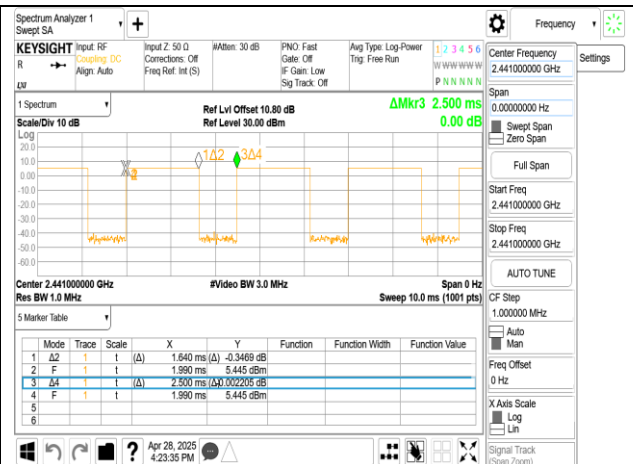 Spectrum Analyzer 1
Swept SA
Frequency
KEYSIGHT
R
Input: RF
Coupling: DC
Align: Auto
Input Z: 50 Ω
Corrections: Off
Freq Ref: Int (S)
#Atten: 30 dB
PNO: Fast
Gate: Off
IF Gain: Low
Sig Track: Off
Avg Type: Log-Power
Trig: Free Run
1 2 3 4 5 6
W W W W W W
P N N N N N
LXI
1 Spectrum
Scale/Div 10 dB
Ref Lvl Offset 10.80 dB
Ref Level 30.00 dBm
ΔMkr3 2.500 ms
0.00 dB
Log
20.0
10.0
0.00
-10.0
-20.0
-30.0
-40.0
-50.0
-60.0
1Δ2
3Δ4
Center 2.441000000 GHz
Res BW 1.0 MHz
#Video BW 3.0 MHz
Span 0 Hz
Sweep 10.0 ms (1001 pts)
5 Marker Table
Mode Trace Scale X Y Function Function Width Function Value
1 Δ2 1 t (Δ) 1.640 ms (Δ) -0.3469 dB
2 F 1 t 1.990 ms 5.445 dBm
3 Δ4 1 t (Δ) 2.500 ms (Δ) -0.002205 dB
4 F 1 t 1.990 ms 5.445 dBm
5
6
Apr 28, 2025
4:23:35 PM
Center Frequency
2.441000000 GHz
Settings
Span
0.00000000 Hz
Swept Span
Zero Span
Full Span
Start Freq
2.441000000 GHz
Stop Freq
2.441000000 GHz
AUTO TUNE
CF Step
1.000000 MHz
Auto
Man
Freq Offset
0 Hz
X Axis Scale
Log
Lin
Signal Track
(Span Zoom)